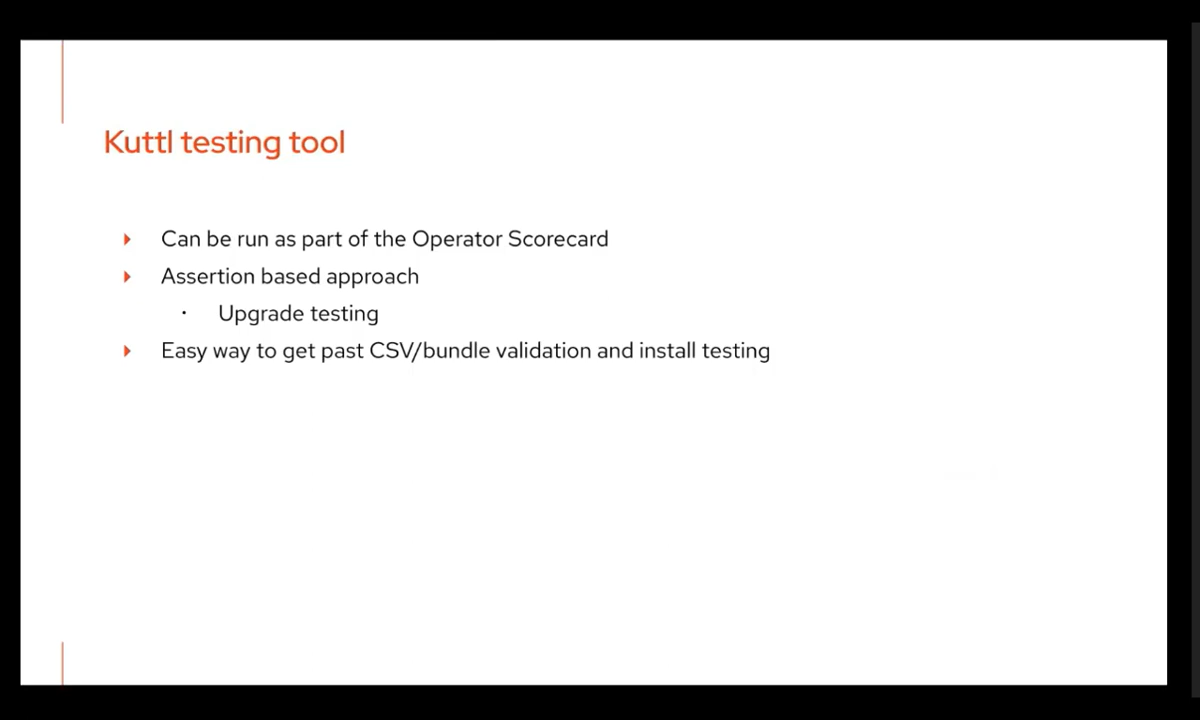 Kuttl testing tool
Can be run as part of the Operator Scorecard
Assertion based approach
Upgrade testing
Easy way to get past CSV/bundle validation and install testing